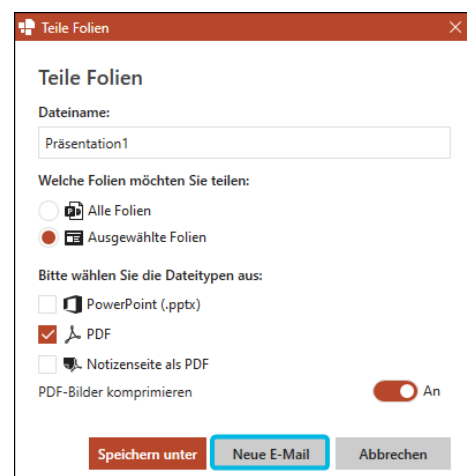 Teile Folien
Teile Folien
Dateiname:
Präsentation1
Welche Folien möchten Sie teilen:
Alle Folien
Ausgewählte Folien
Bitte wählen Sie die Dateitypen aus:
PowerPoint (.pptx)
PDF
Notizenseite als PDF
PDF-Bilder komprimieren An
Speichern unter Neue E-Mail Abbrechen